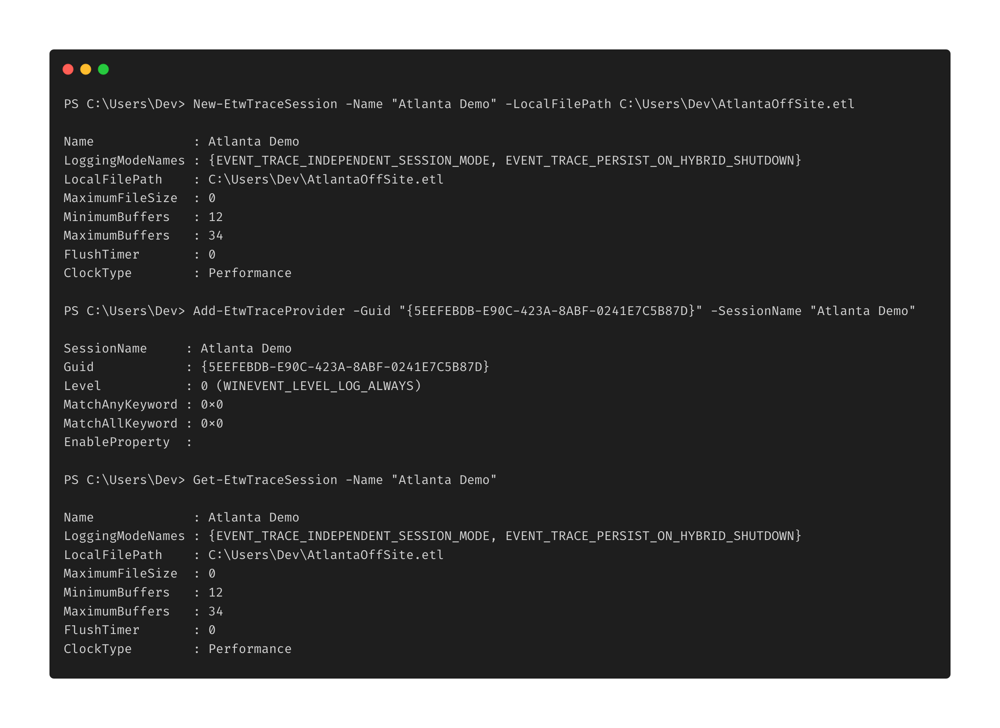 PS C:\Users\Dev> New-EtwTraceSession -Name "Atlanta Demo" -LocalFilePath C:\Users\Dev\AtlantaOffSite.etl
Name             : Atlanta Demo
LoggingModeNames : {EVENT_TRACE_INDEPENDENT_SESSION_MODE, EVENT_TRACE_PERSIST_ON_HYBRID_SHUTDOWN}
LocalFilePath    : C:\Users\Dev\AtlantaOffSite.etl
MaximumFileSize  : 0
MinimumBuffers   : 12
MaximumBuffers   : 34
FlushTimer       : 0
ClockType        : Performance
PS C:\Users\Dev> Add-EtwTraceProvider -Guid "{5EEFEBDB-E90C-423A-8ABF-0241E7C5B87D}" -SessionName "Atlanta Demo"
SessionName     : Atlanta Demo
Guid            : {5EEFEBDB-E90C-423A-8ABF-0241E7C5B87D}
Level           : 0 (WINEVENT_LEVEL_LOG_ALWAYS)
MatchAnyKeyword : 0×0
MatchAllKeyword : 0×0
EnableProperty  :
PS C:\Users\Dev> Get-EtwTraceSession -Name "Atlanta Demo"
Name             : Atlanta Demo
LoggingModeNames : {EVENT_TRACE_INDEPENDENT_SESSION_MODE, EVENT_TRACE_PERSIST_ON_HYBRID_SHUTDOWN}
LocalFilePath    : C:\Users\Dev\AtlantaOffSite.etl
MaximumFileSize  : 0
MinimumBuffers   : 12
MaximumBuffers   : 34
FlushTimer       : 0
ClockType        : Performance